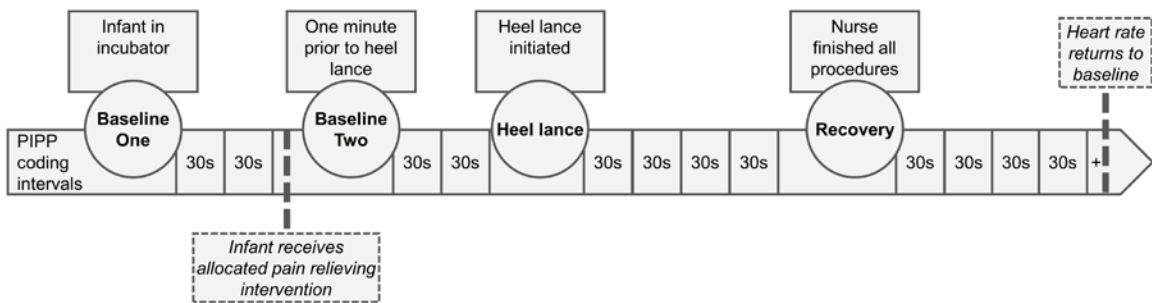 Infant in
incubator
One minute
prior to heel
lance
Heel lance
initiated
Nurse
finished all
procedures
Heart rate
returns to
baseline
Baseline
One
Baseline
Two
Heel lance
Recovery
PIPP
coding
intervals
30s 30s 30s 30s 30s 30s 30s 30s 30s 30s 30s 30s +
Infant receives
allocated pain relieving
intervention